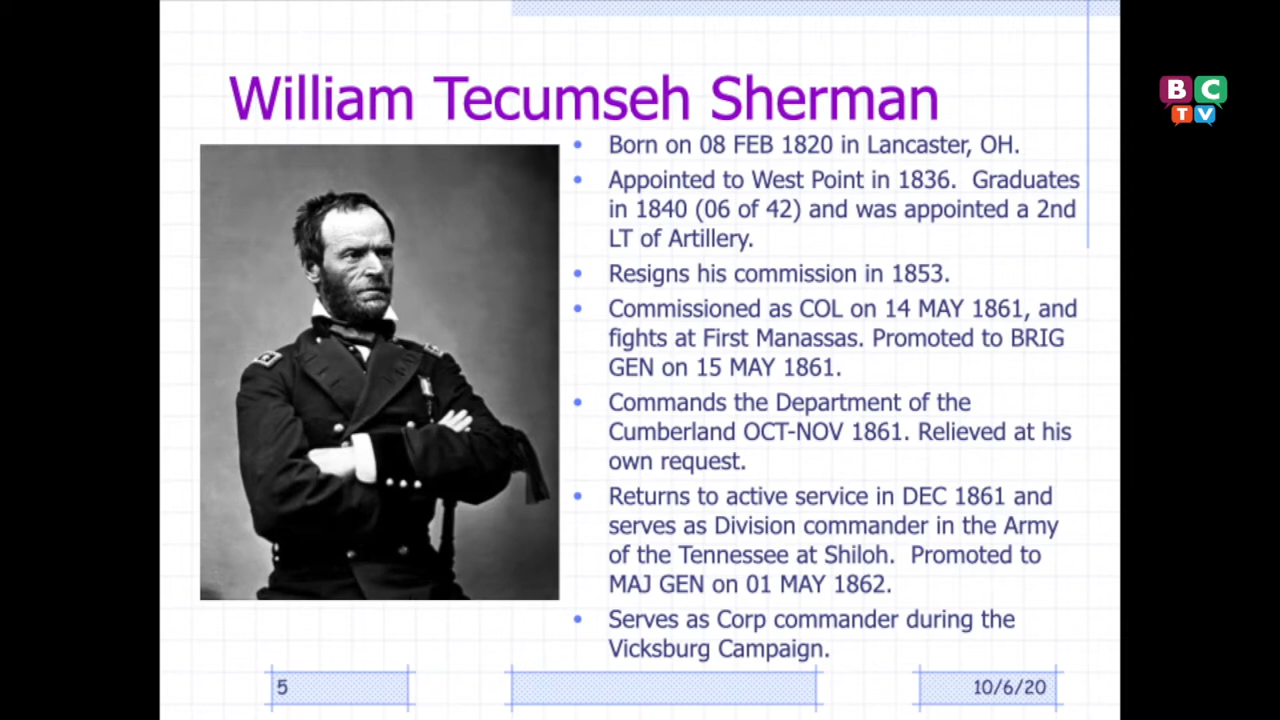 William Tecumseh Sherman
• Born on 08 FEB 1820 in Lancaster, OH.
• Appointed to West Point in 1836.  Graduates
in 1840 (06 of 42) and was appointed a 2nd
LT of Artillery.
• Resigns his commission in 1853.
• Commissioned as COL on 14 MAY 1861, and
fights at First Manassas. Promoted to BRIG
GEN on 15 MAY 1861.
• Commands the Department of the
Cumberland OCT-NOV 1861. Relieved at his
own request.
• Returns to active service in DEC 1861 and
serves as Division commander in the Army
of the Tennessee at Shiloh.  Promoted to
MAJ GEN on 01 MAY 1862.
• Serves as Corp commander during the
Vicksburg Campaign.
5
10/6/20
BC
TV